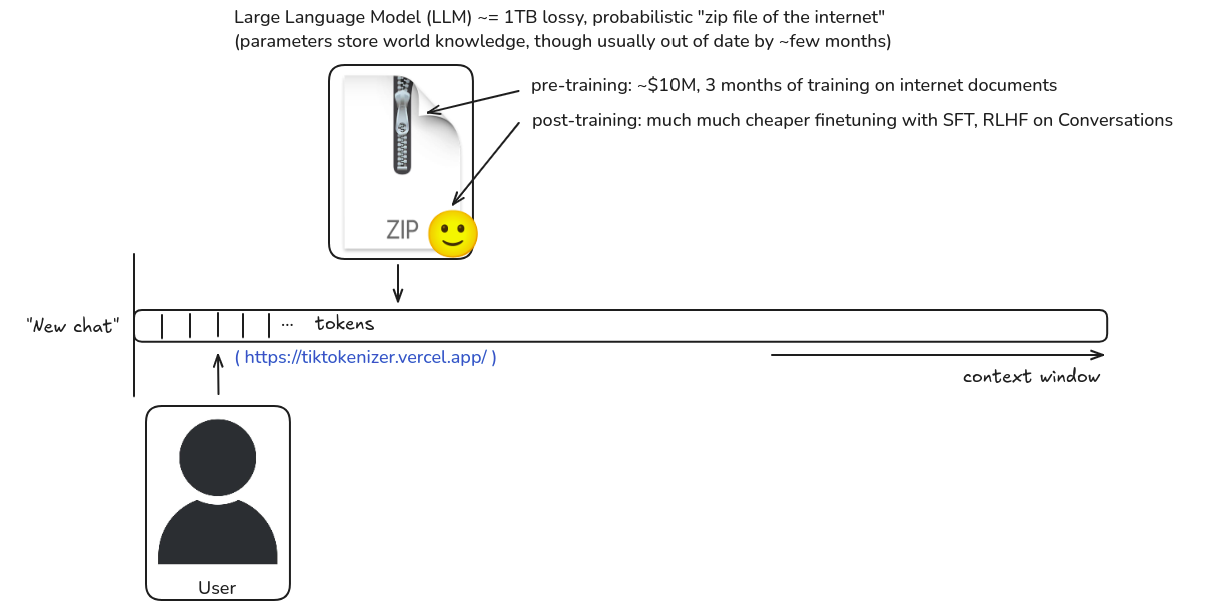 Large Language Model (LLM) ~= 1TB lossy, probabilistic "zip file of the internet"
(parameters store world knowledge, though usually out of date by ~few months)
pre-training: ~$10M, 3 months of training on internet documents
post-training: much much cheaper finetuning with SFT, RLHF on Conversations
ZIP
"New chat"
... tokens
( https://tiktokenizer.vercel.app/ )
context window
User